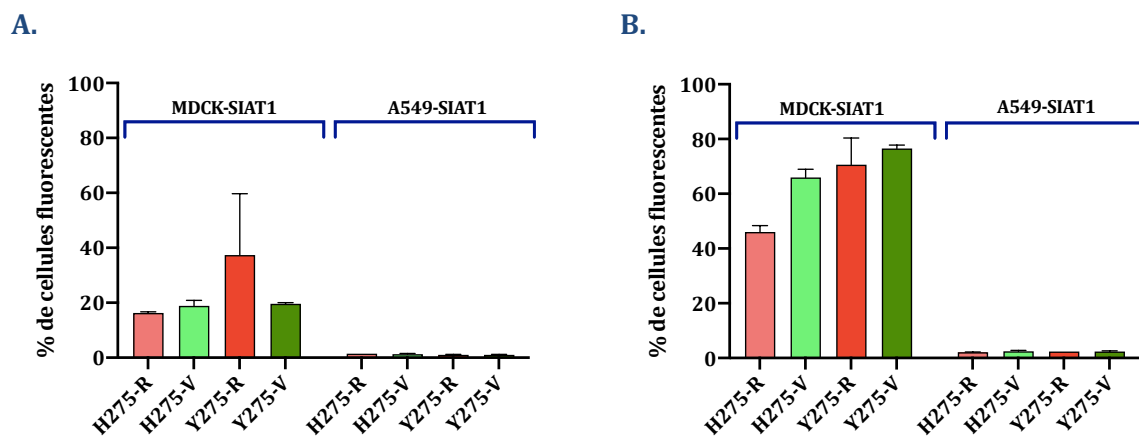 A.
% de cellules fluorescentes
100
80
60
40
20
0
MDCK-SIAT1
A549-SIAT1
H275-R
H275-V
Y275-R
Y275-V
H275-R
H275-V
Y275-R
Y275-V
B.
% de cellules fluorescentes
100
80
60
40
20
0
MDCK-SIAT1
A549-SIAT1
H275-R
H275-V
Y275-R
Y275-V
H275-R
H275-V
Y275-R
Y275-V